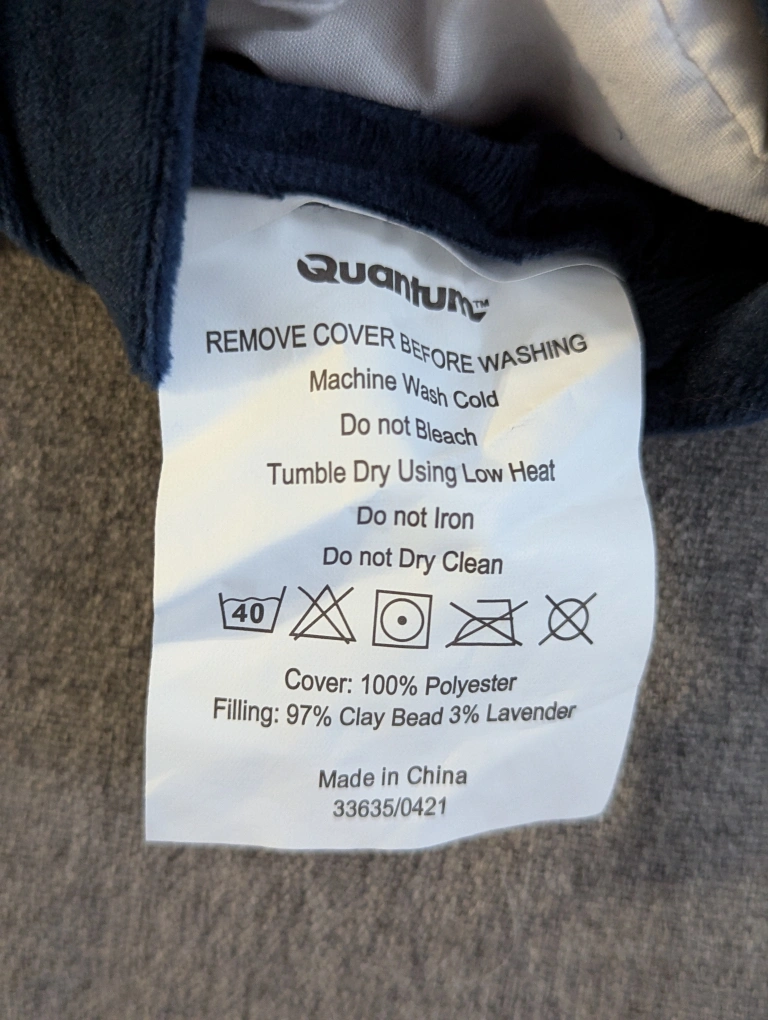 Quantum™
REMOVE COVER BEFORE WASHING
Machine Wash Cold
Do not Bleach
Tumble Dry Using Low Heat
Do not Iron
Do not Dry Clean
40
Cover: 100% Polyester
Filling: 97% Clay Bead 3% Lavender
Made in China
33635/0421